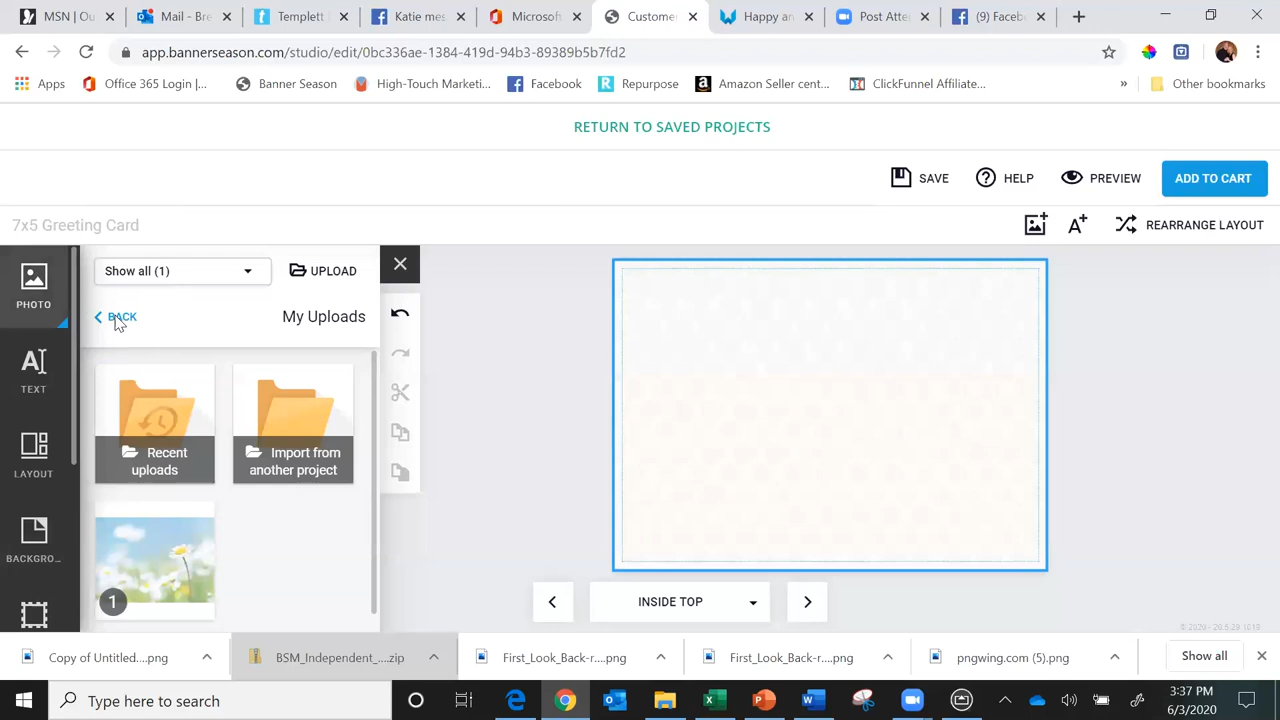 MSN | Ou
Mail - Bre
Templett
Katie mes
Microsoft
Custome
Happy an
Post Atte
(9) Faceb
app.bannerseason.com/studio/edit/0bc336ae-1384-419d-94b3-89389b5b7fd2
Apps
Office 365 Login |...
Banner Season
High-Touch Marketi...
Facebook
Repurpose
Amazon Seller cent...
ClickFunnel Affiliate...
»
Other bookmarks
RETURN TO SAVED PROJECTS
SAVE
HELP
PREVIEW
ADD TO CART
7x5 Greeting Card
REARRANGE LAYOUT
PHOTO
Show all (1)
UPLOAD
BACK
My Uploads
TEXT
Recent
uploads
Import from
another project
LAYOUT
BACKGRO...
1
INSIDE TOP
© 2020 - 20.5.29.1019
Copy of Untitled....png
BSM_Independent_....zip
First_Look_Back-r....png
First_Look_Back-r....png
pngwing.com (5).png
Show all
Type here to search
3:37 PM
6/3/2020